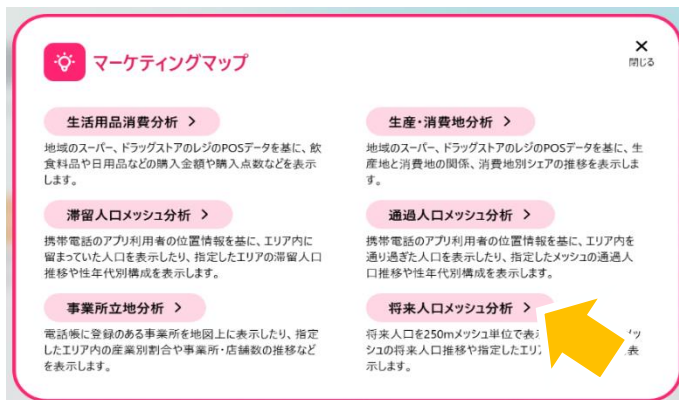 マーケティングマップ
×
閉じる
生活用品消費分析 >
地域のスーパー、ドラッグストアのレジのPOSデータを基に、飲
食料品や日用品などの購入金額や購入点数などを表示
します。
生産・消費地分析 >
地域のスーパー、ドラッグストアのレジのPOSデータを基に、生
産地と消費地の関係、消費地別シェアの推移を表示しま
す。
滞留人口メッシュ分析 >
携帯電話のアプリ利用者の位置情報を基に、エリア内に
留まっていた人口を表示したり、指定したエリアの滞留人口
推移や性年代別構成を表示します。
通過人口メッシュ分析 >
携帯電話のアプリ利用者の位置情報を基に、エリア内を
通り過ぎた人口を表示したり、指定したメッシュの通過人
口推移や性年代別構成を表示します。
事業所立地分析 >
電話帳に登録のある事業所を地図上に表示したり、指定
したエリア内の産業別割合や事業所・店舗数の推移など
を表示します。
将来人口メッシュ分析 >
将来人口を250mメッシュ単位で表 メッ
シュの将来人口推移や指定したエリ 表
示します。